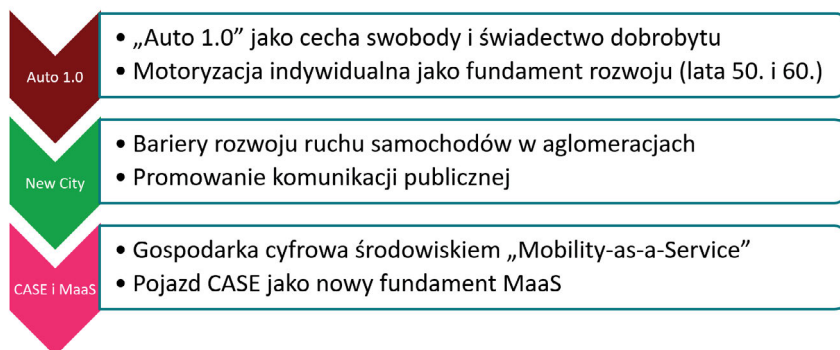 Auto 1.0
• „Auto 1.0” jako cecha swobody i świadectwo dobrobytu
• Motoryzacja indywidualna jako fundament rozwoju (lata 50. i 60.)
New City
• Bariery rozwoju ruchu samochodów w aglomeracjach
• Promowanie komunikacji publicznej
CASE i MaaS
• Gospodarka cyfrowa środowiskiem „Mobility-as-a-Service”
• Pojazd CASE jako nowy fundament MaaS